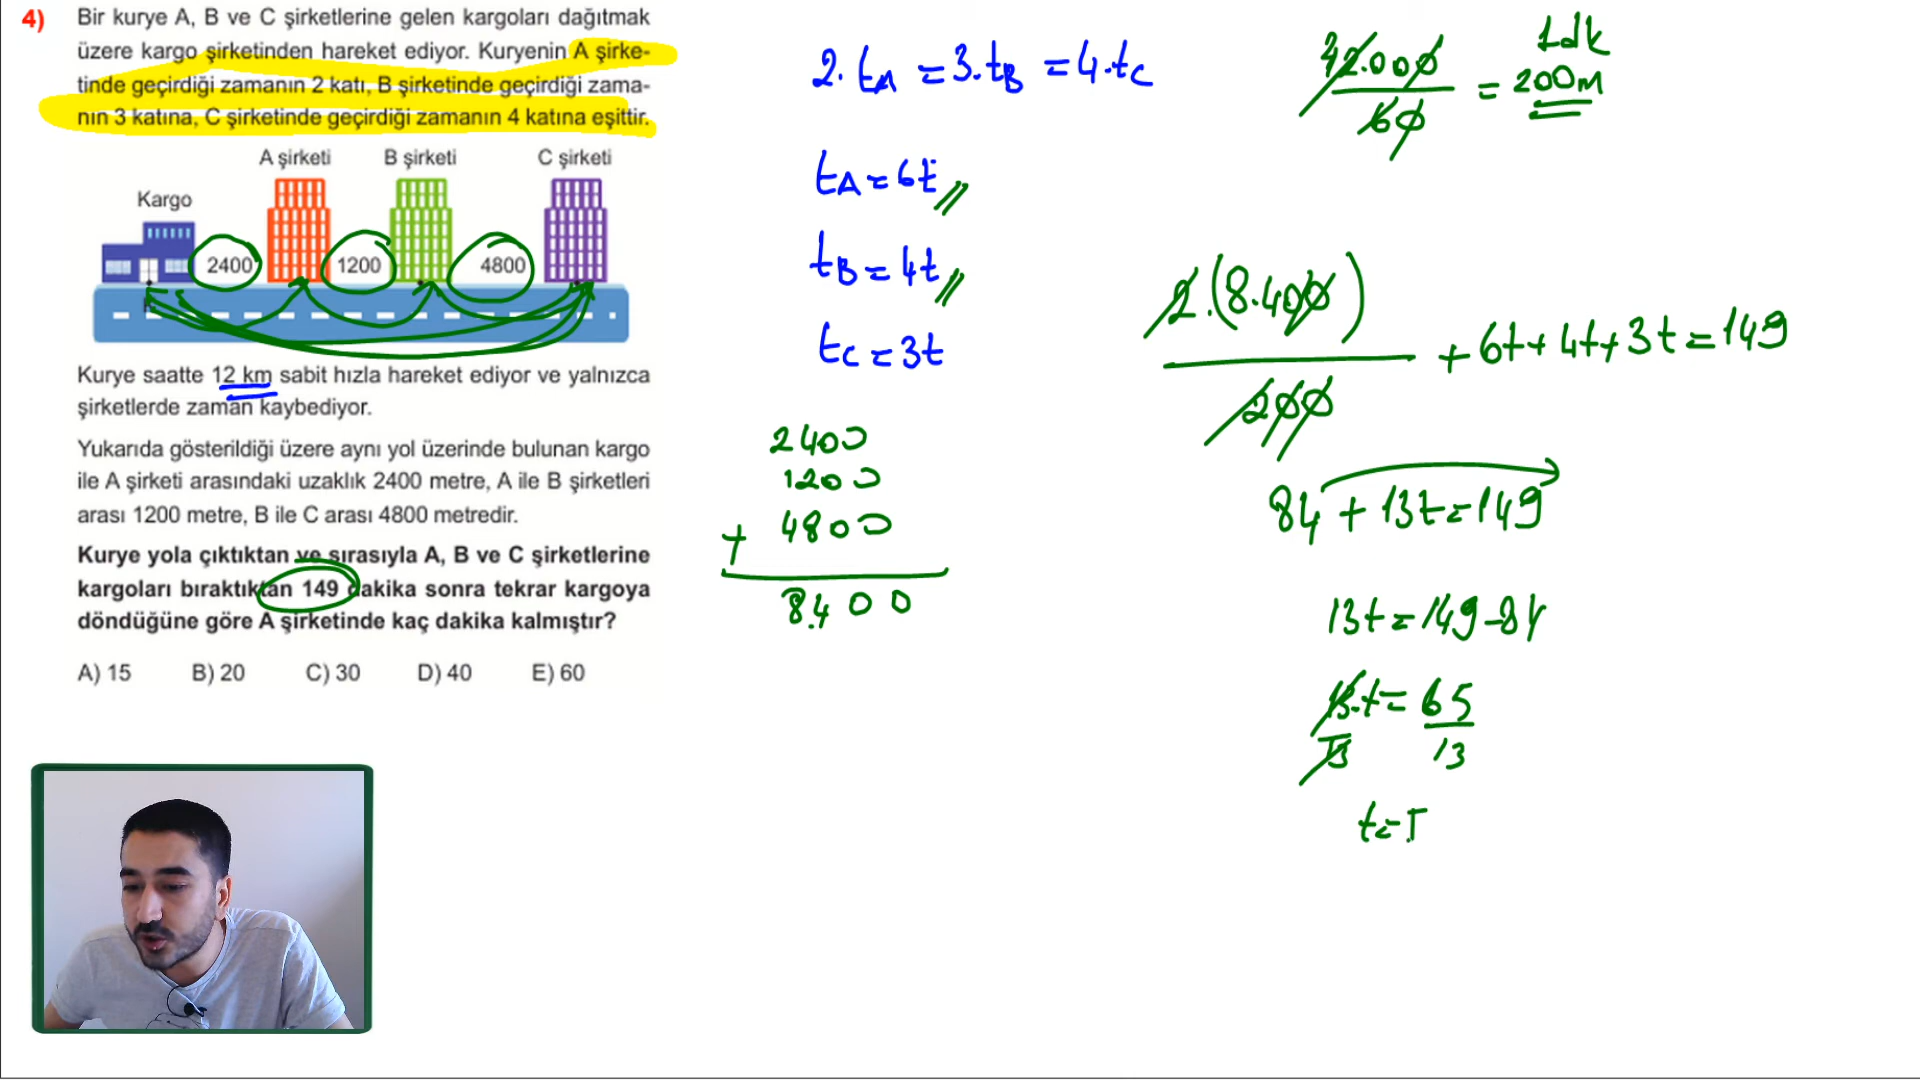 4) Bir kurye A, B ve C şirketlerine gelen kargoları dağıtmak
üzere kargo şirketinden hareket ediyor. Kuryenin A şirke-
tinde geçirdiği zamanın 2 katı, B şirketinde geçirdiği zama-
nın 3 katına, C şirketinde geçirdiği zamanın 4 katına eşittir.
A şirketi B şirketi C şirketi
Kargo
2400 1200 4800
Kurye saatte 12 km sabit hızla hareket ediyor ve yalnızca
şirketlerde zaman kaybediyor.
Yukarıda gösterildiği üzere aynı yol üzerinde bulunan kargo
ile A şirketi arasındaki uzaklık 2400 metre, A ile B şirketleri
arası 1200 metre, B ile C arası 4800 metredir.
Kurye yola çıktıktan ve sırasıyla A, B ve C şirketlerine
kargoları bıraktıktan 149 dakika sonra tekrar kargoya
döndüğüne göre A şirketinde kaç dakika kalmıştır?
A) 15 B) 20 C) 30 D) 40 E) 60
2.tA = 3.tB = 4.tC
tA = 6t
tB = 4t
tC = 3t
2400
1200
+ 4800
8.400
1dk
12.000 / 60 = 200m
2.(8.400) / 200 + 6t + 4t + 3t = 149
84 + 13t = 149
13t = 149 - 84
13.t / 13 = 65 / 13
t = 5